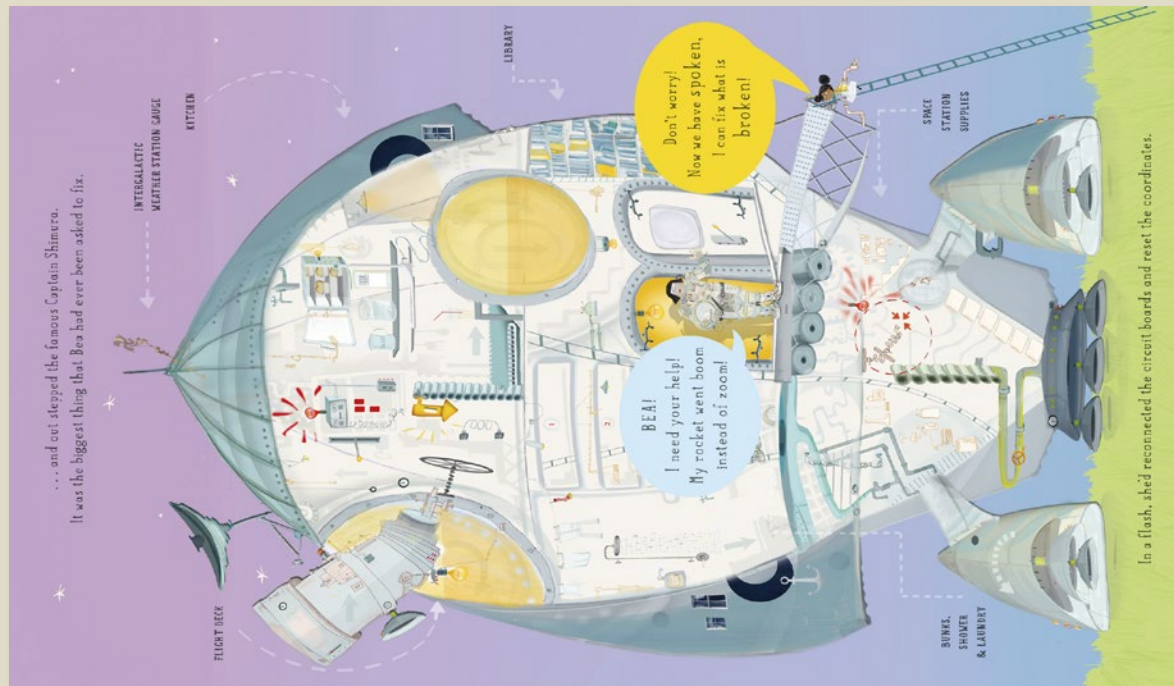 ....and out stepped the famous Captain Shimura.
It was the biggest thing that Bea had ever been asked to fix.
INTERGALACTIC
WEATHER STATION GAUGE
KITCHEN
FLIGHT DECK
LIBRARY
BEA!
I need your help!
My rocket went boom
instead of zoom!
Don't worry!
Now we have spoken,
I can fix what is
broken!
BUNKS,
SHOWER
& LAUNDRY
SPACE
STATION
SUPPLIES
In a flash, she'd reconnected the circuit boards and reset the coordinates.